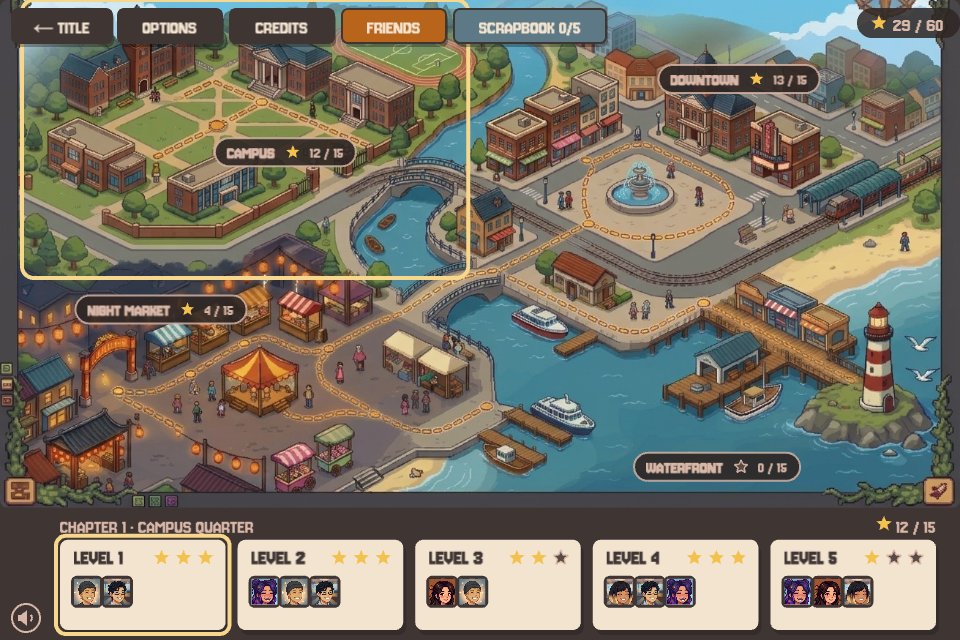 ← TITLE
OPTIONS
CREDITS
FRIENDS
SCRAPBOOK 0/5
29 / 60
DOWNTOWN 13 / 15
CAMPUS 12 / 15
NIGHT MARKET 4 / 15
WATERFRONT 0 / 15
CHAPTER 1 · CAMPUS QUARTER
12 / 15
LEVEL 1
LEVEL 2
LEVEL 3
LEVEL 4
LEVEL 5